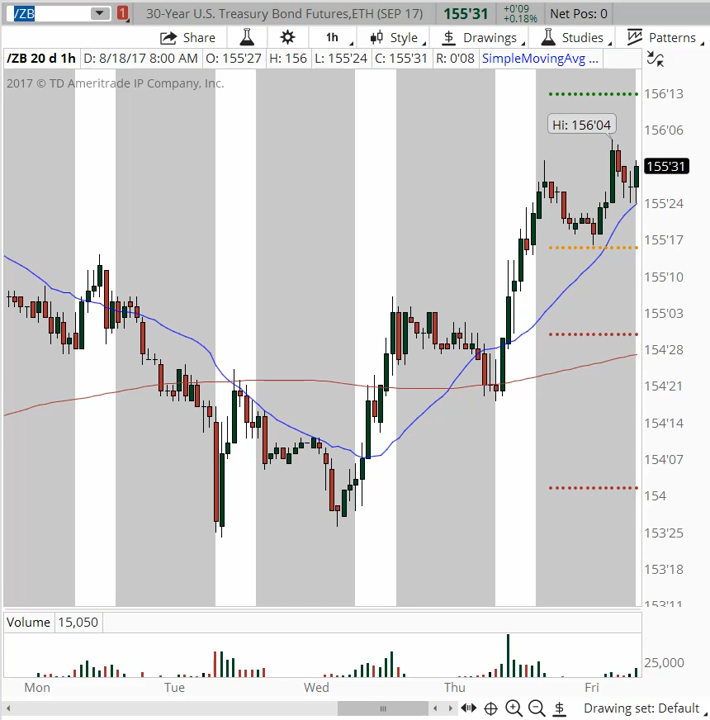 /ZB 1 30-Year U.S. Treasury Bond Futures,ETH (SEP 17) 155'31 +0'09 +0.18% Net Pos: 0
Share 1h Style $ Drawings Studies Patterns
/ZB 20 d 1h D: 8/18/17 8:00 AM O: 155'27 H: 156 L: 155'24 C: 155'31 R: 0'08 SimpleMovingAvg ...
2017 © TD Ameritrade IP Company, Inc.
156'13
Hi: 156'04
156'06
155'31
155'24
155'17
155'10
155'03
154'28
154'21
154'14
154'07
154
153'25
153'18
153'11
Volume 15,050
25,000
Mon Tue Wed Thu Fri
$ Drawing set: Default